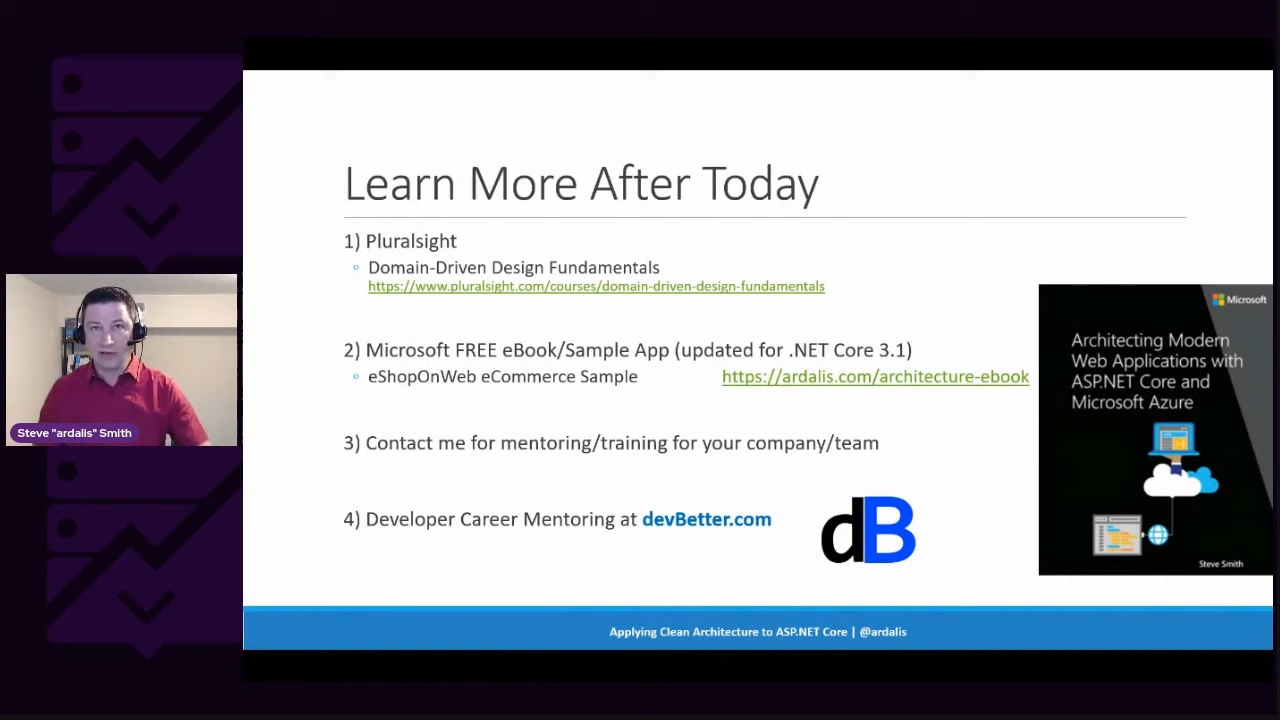 Learn More After Today
1) Pluralsight
Domain-Driven Design Fundamentals
https://www.pluralsight.com/courses/domain-driven-design-fundamentals
2) Microsoft FREE eBook/Sample App (updated for .NET Core 3.1)
eShopOnWeb eCommerce Sample https://ardalis.com/architecture-ebook
3) Contact me for mentoring/training for your company/team
4) Developer Career Mentoring at devBetter.com
dB
Microsoft
Architecting Modern
Web Applications with
ASP.NET Core and
Microsoft Azure
Steve Smith
Steve "ardalis" Smith
Applying Clean Architecture to ASP.NET Core | @ardalis